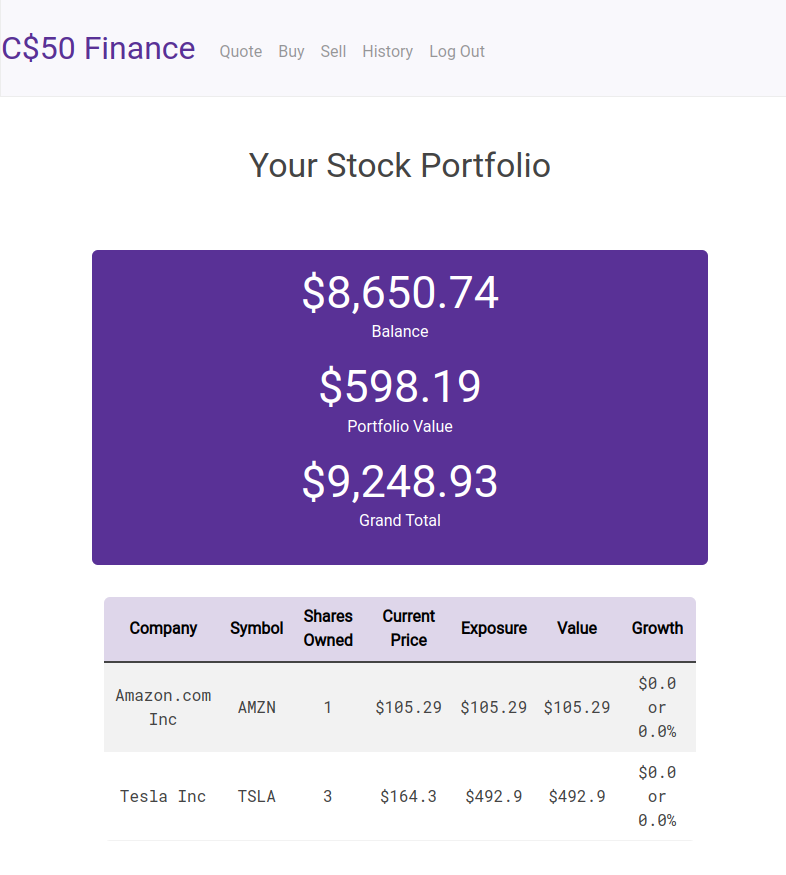 C$50 Finance Quote Buy Sell History Log Out
Your Stock Portfolio
$8,650.74
Balance
$598.19
Portfolio Value
$9,248.93
Grand Total
Company Symbol Shares Owned Current Price Exposure Value Growth
Amazon.com Inc AMZN 1 $105.29 $105.29 $105.29 $0.0 or 0.0%
Tesla Inc TSLA 3 $164.3 $492.9 $492.9 $0.0 or 0.0%